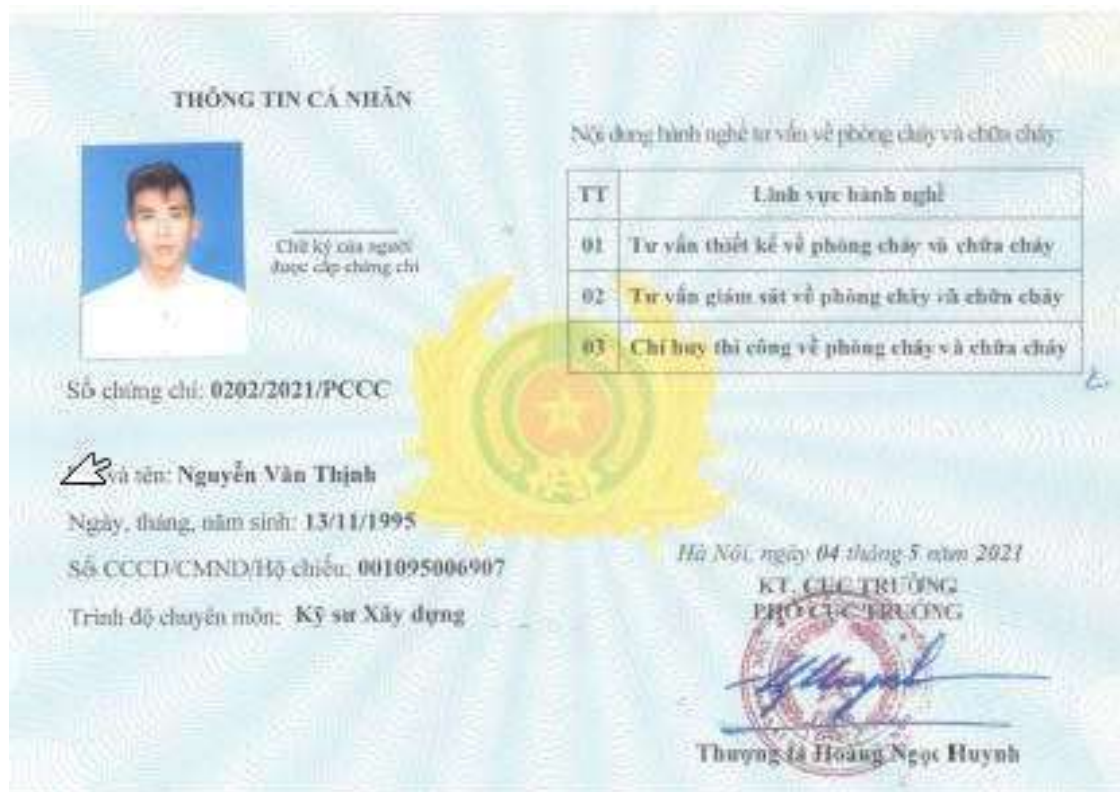 THÔNG TIN CÁ NHÂN
Chữ ký của người
được cấp chứng chỉ
Số chứng chỉ: 0202/2021/PCCC
và tên: Nguyễn Văn Thịnh
Ngày, tháng, năm sinh: 13/11/1995
Số CCCD/CMND/Hộ chiếu: 001095006907
Trình độ chuyên môn: Kỹ sư Xây dựng
Nội dung hành nghề tư vấn về phòng cháy và chữa cháy:
TT Lĩnh vực hành nghề
01 Tư vấn thiết kế về phòng cháy và chữa cháy
02 Tư vấn giám sát về phòng cháy và chữa cháy
03 Chỉ huy thi công về phòng cháy và chữa cháy
Hà Nội, ngày 04 tháng 5 năm 2021
KT. CỤC TRƯỞNG
PHÓ CỤC TRƯỞNG
Thượng tá Hoàng Ngọc Huynh